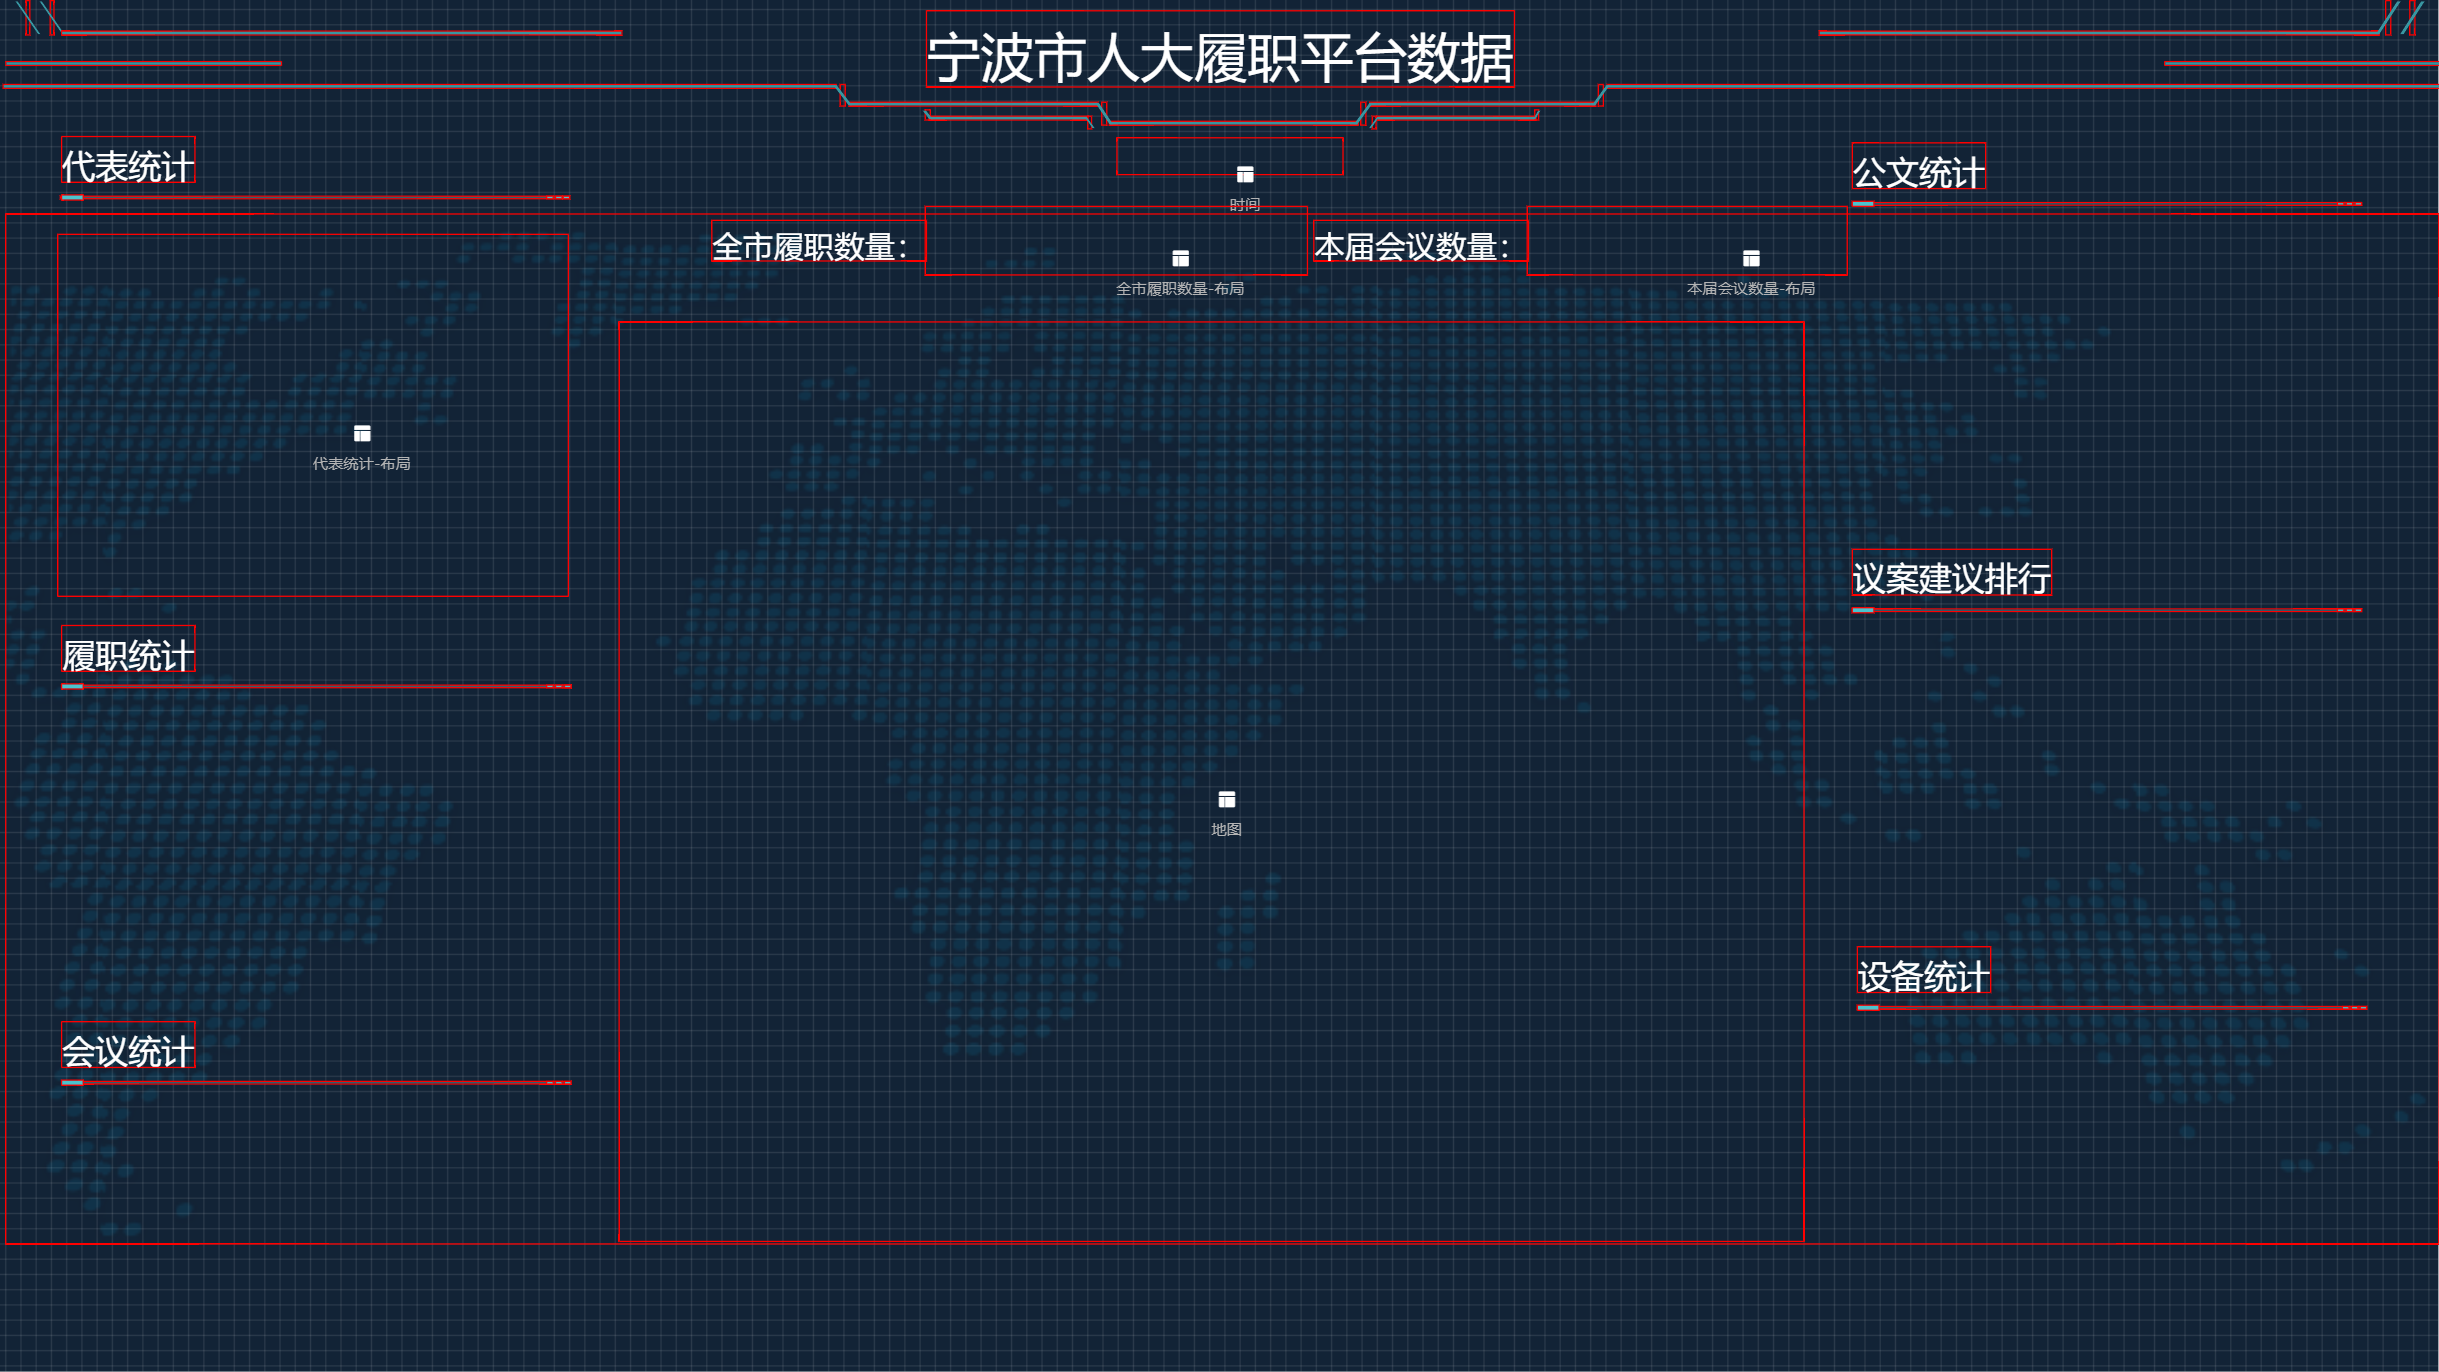 宁波市人大履职平台数据
时间
代表统计
公文统计
全市履职数量：
全市履职数量-布局
本届会议数量：
本届会议数量-布局
代表统计-布局
议案建议排行
履职统计
地图
设备统计
会议统计